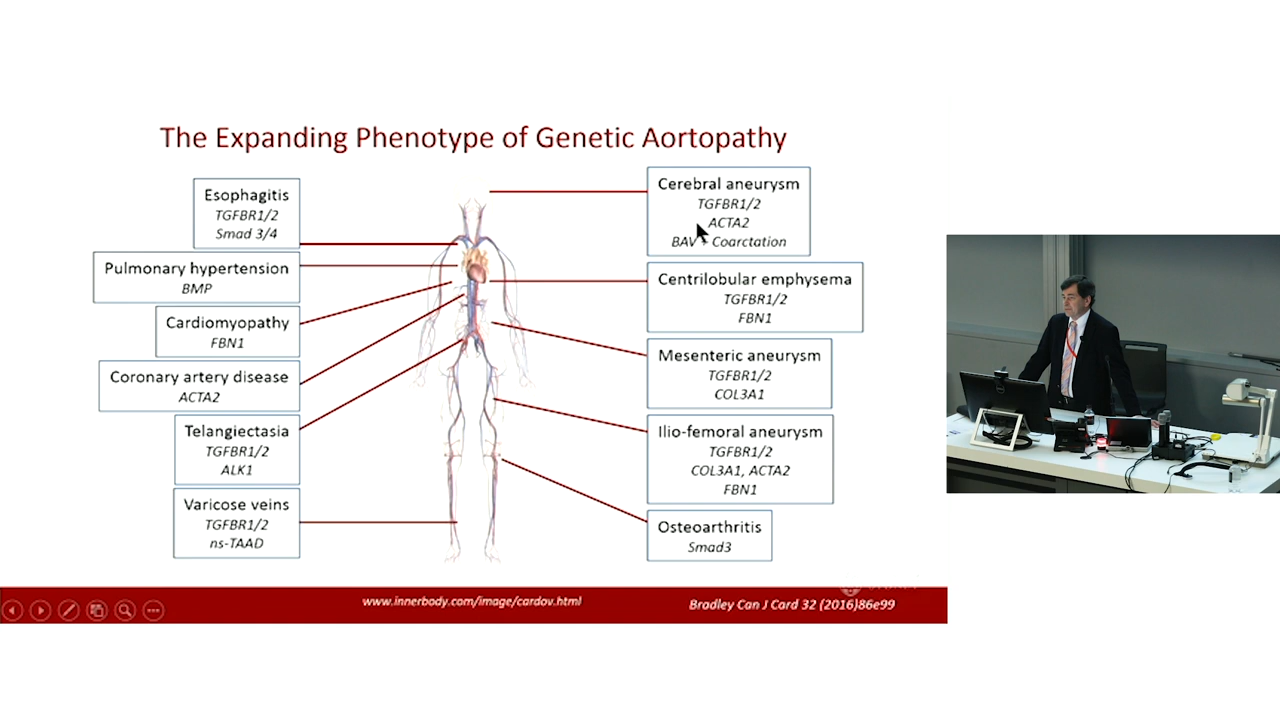 The Expanding Phenotype of Genetic Aortopathy
Esophagitis
TGFBR1/2
Smad 3/4
Pulmonary hypertension
BMP
Cardiomyopathy
FBN1
Coronary artery disease
ACTA2
Telangiectasia
TGFBR1/2
ALK1
Varicose veins
TGFBR1/2
ns-TAAD
Cerebral aneurysm
TGFBR1/2
ACTA2
BAV + Coarctation
Centrilobular emphysema
TGFBR1/2
FBN1
Mesenteric aneurysm
TGFBR1/2
COL3A1
Ilio-femoral aneurysm
TGFBR1/2
COL3A1, ACTA2
FBN1
Osteoarthritis
Smad3
www.innerbody.com/image/cardov.html
Bradley Can J Card 32 (2016)86e99